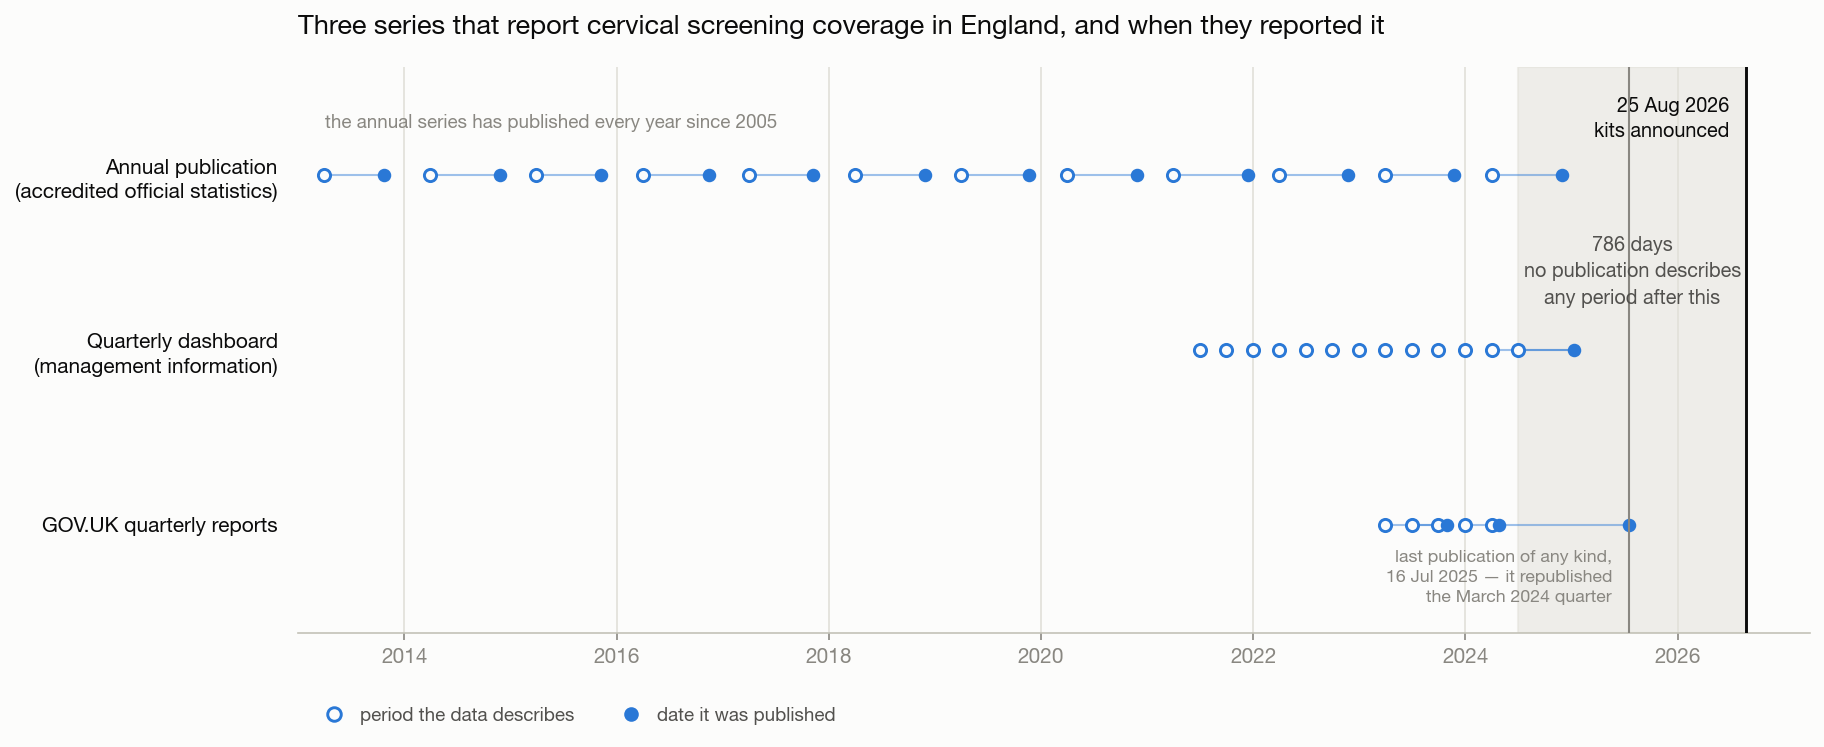 Three series that report cervical screening coverage in England, and when they reported it
25 Aug 2026
kits announced
the annual series has published every year since 2005
Annual publication
(accredited official statistics)
786 days
no publication describes
any period after this
Quarterly dashboard
(management information)
GOV.UK quarterly reports
last publication of any kind,
16 Jul 2025 — it republished
the March 2024 quarter
2014
2016
2018
2020
2022
2024
2026
period the data describes
date it was published